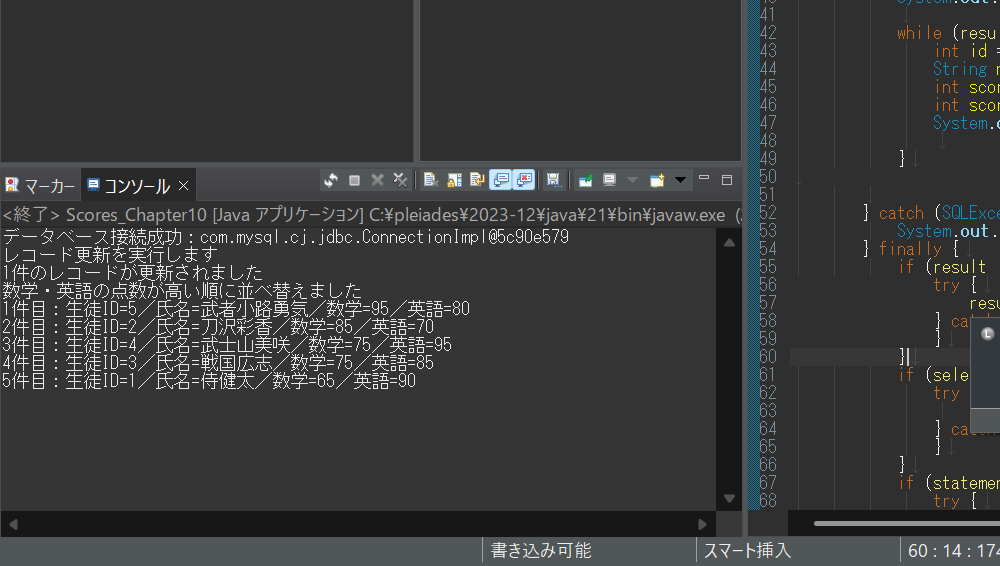 マーカー
コンソール ×
<終了> Scores_Chapter10 [Java アプリケーション] C:¥pleiades¥2023-12¥java¥21¥bin¥javaw.exe
データベース接続成功：com.mysql.cj.jdbc.ConnectionImpl@5c90e579
レコード更新を実行します
1件のレコードが更新されました
数学・英語の点数が高い順に並べ替えました
1件目：生徒ID=5／氏名=武者小路勇気／数学=95／英語=80
2件目：生徒ID=2／氏名=刀沢彩香／数学=85／英語=70
3件目：生徒ID=4／氏名=武士山美咲／数学=75／英語=95
4件目：生徒ID=3／氏名=戦国広志／数学=75／英語=85
5件目：生徒ID=1／氏名=侍健太／数学=65／英語=90
41
42 while (resu
43 int id =
44 String
45 int scor
46 int scor
47 System.o
48
49 }
50
51
52 } catch (SQLExce
53 System.out.
54 } finally {
55 if (result
56 try {
57 resu
58 } cat
59 }
60 }
61 if (sele
62 try
63
64 } cat
65 }
66 }
67 if (statemen
68 try {
書き込み可能
スマート挿入
60 : 14 : 174